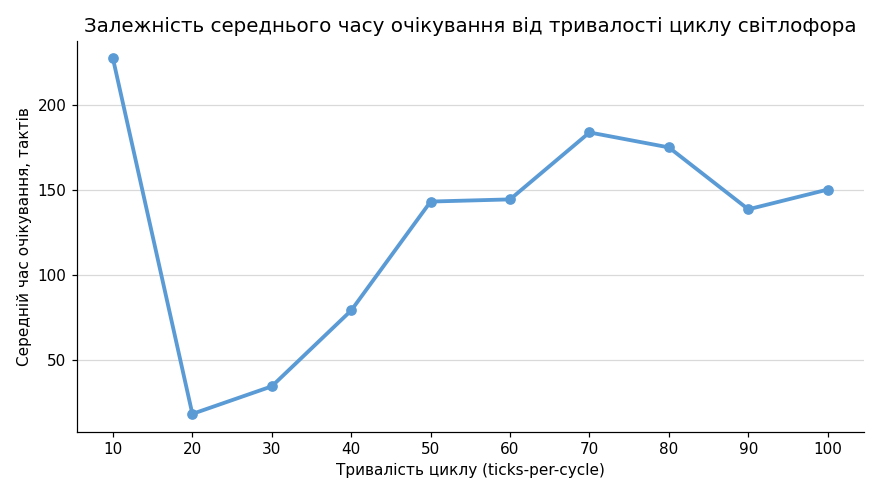 Залежність середнього часу очікування від тривалості циклу світлофора
Середній час очікування, тактів
200
150
100
50
10 20 30 40 50 60 70 80 90 100
Тривалість циклу (ticks-per-cycle)